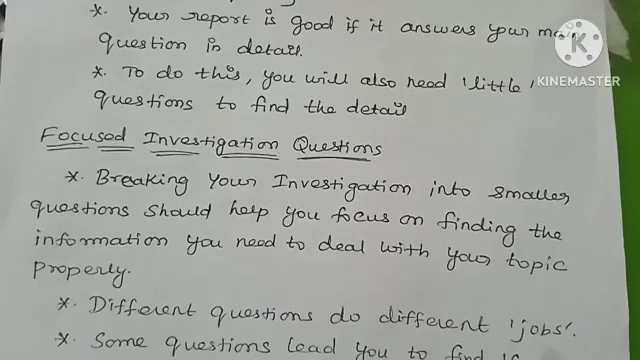 *. Your report is good if it answers your main
question in detail.
*. To do this, you will also need 'little'
questions to find the detail
Focused Investigation Questions
*. Breaking Your Investigation into smaller
questions should help you focus on finding the
information you need to deal with your topic
property.
*. Different questions do different 'jobs'.
*. Some questions lead you to find
KINEMASTER